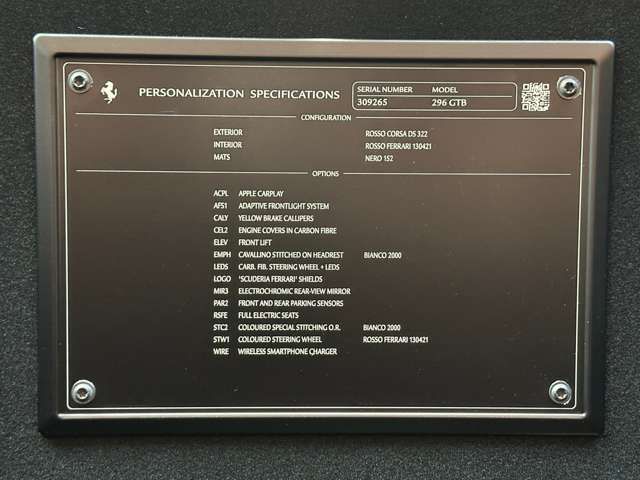 PERSONALIZATION SPECIFICATIONS
SERIAL NUMBER MODEL
309265 296 GTB
CONFIGURATION
EXTERIOR ROSSO CORSA DS 322
INTERIOR ROSSO FERRARI 130421
MATS NERO 152
OPTIONS
ACPL APPLE CARPLAY
AFS1 ADAPTIVE FRONTLIGHT SYSTEM
CALY YELLOW BRAKE CALLIPERS
CEL2 ENGINE COVERS IN CARBON FIBRE
ELEV FRONT LIFT
EMPH CAVALLINO STITCHED ON HEADREST BIANCO 2000
LEDS CARB. FIB. STEERING WHEEL + LEDS
LOGO 'SCUDERIA FERRARI' SHIELDS
MIR3 ELECTROCHROMIC REAR-VIEW MIRROR
PAR2 FRONT AND REAR PARKING SENSORS
RSFE FULL ELECTRIC SEATS
STC2 COLOURED SPECIAL STITCHING O.R. BIANCO 2000
STW1 COLOURED STEERING WHEEL ROSSO FERRARI 130421
WIRE WIRELESS SMARTPHONE CHARGER